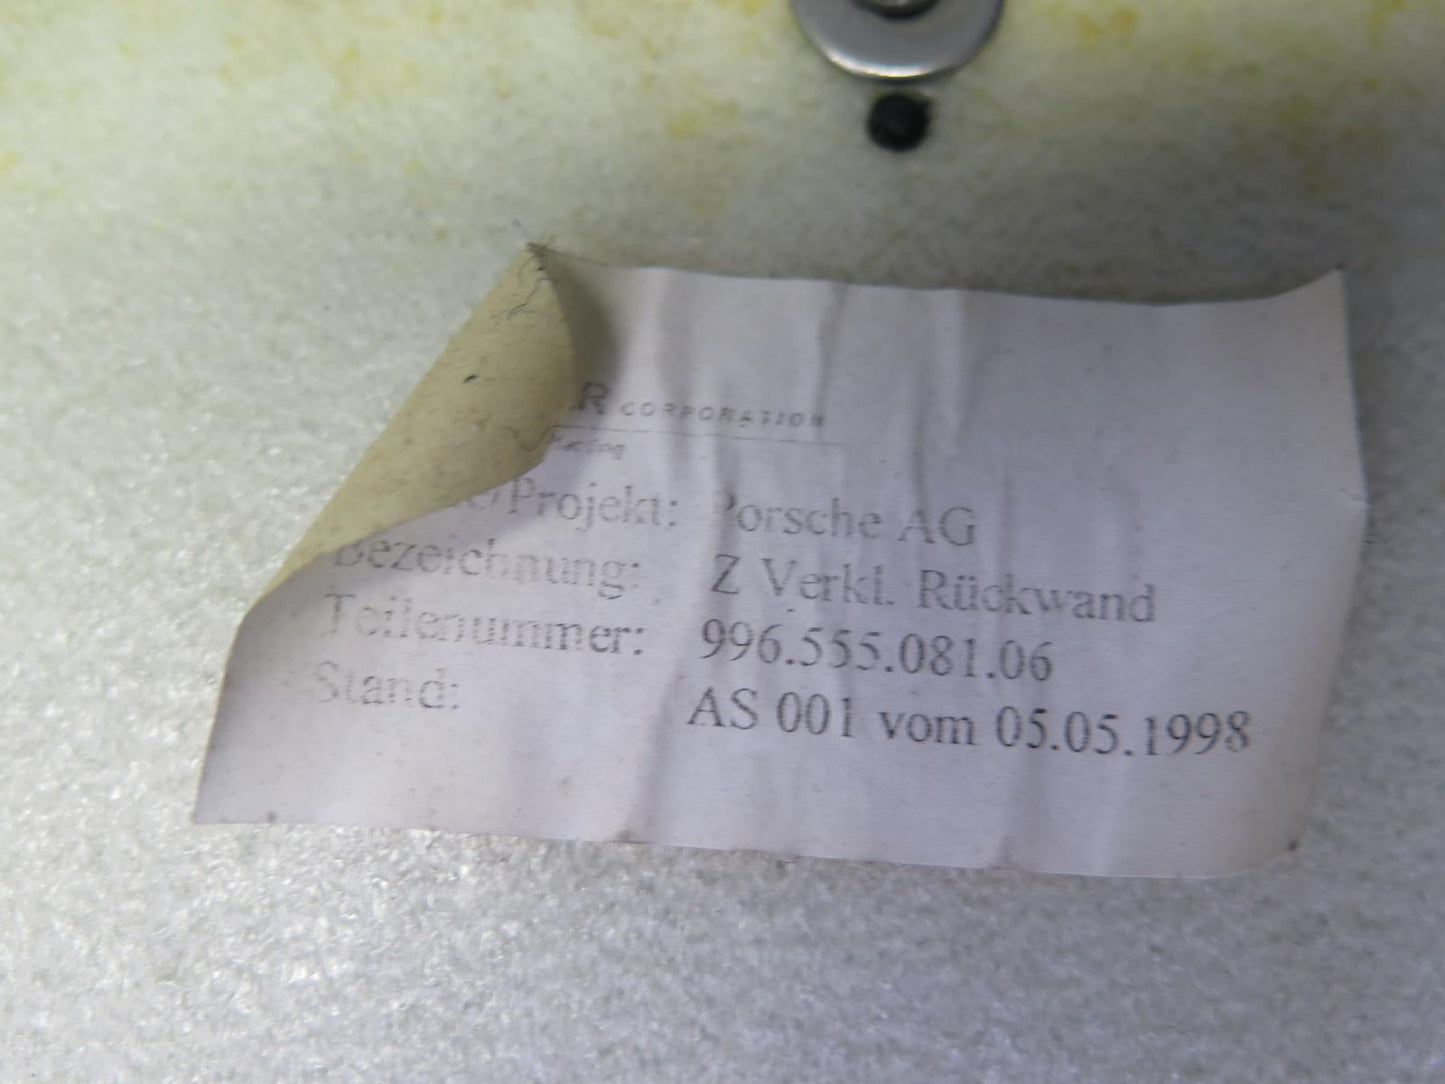 CORPORATION
Projekt: Porsche AG
Bezeichnung: Z Verkl. Rückwand
Teilenummer: 996.555.081.06
Stand: AS 001 vom 05.05.1998